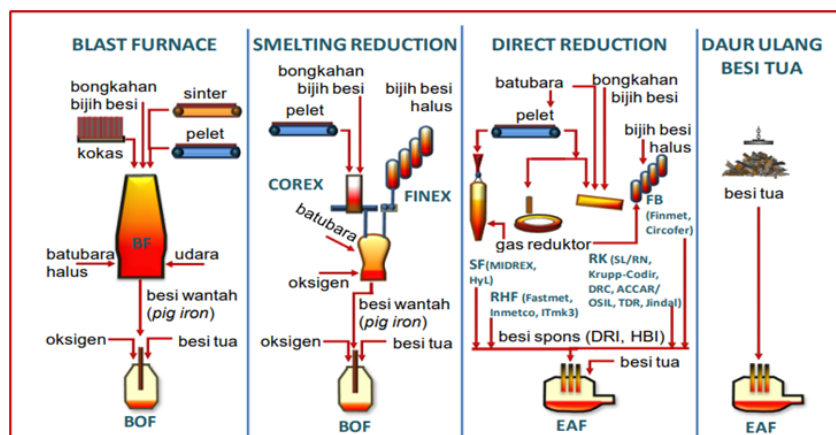 BLAST FURNACE
bongkahan
bijih besi
sinter
pelet
kokas
BF
batubara
halus
udara
besi wantah
(pig iron)
oksigen
besi tua
BOF
SMELTING REDUCTION
bongkahan
bijih besi
bijih besi
halus
pelet
COREX
FINEX
batubara
oksigen
besi wantah
(pig iron)
oksigen
besi tua
BOF
DIRECT REDUCTION
batubara
bongkahan
bijih besi
pelet
bijih besi
halus
FB
(Finmet,
Circofer)
gas reduktor
SF(MIDREX,
HyL)
RK (SL/RN,
Krupp-Codir,
DRC, ACCAR/
OSIL, TDR, Jindal)
RHF (Fastmet,
Inmetco, ITmk3)
besi spons (DRI, HBI)
besi tua
EAF
DAUR ULANG
BESI TUA
besi tua
EAF